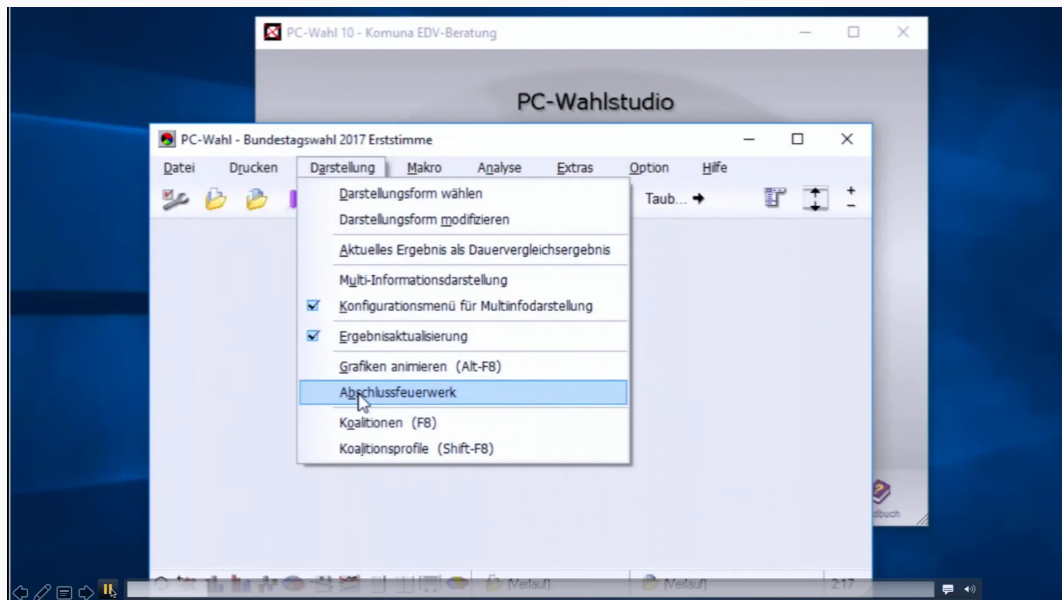 PC-Wahl 10 - Komuna EDV-Beratung
PC-Wahlstudio
PC-Wahl - Bundestagswahl 2017 Erststimme
Datei Drucken Darstellung Makro Analyse Extras Option Hilfe
Taub...
Darstellungsform wählen
Darstellungsform modifizieren
Aktuelles Ergebnis als Dauervergleichsergebnis
Multi-Informationsdarstellung
Konfigurationsmenü für Multiinfodarstellung
Ergebnisaktualisierung
Grafiken animieren (Alt-F8)
Abschlussfeuerwerk
Koalitionen (F8)
Koalitionsprofile (Shift-F8)
dbuch
(Verlauf) (Verlauf) 2:17